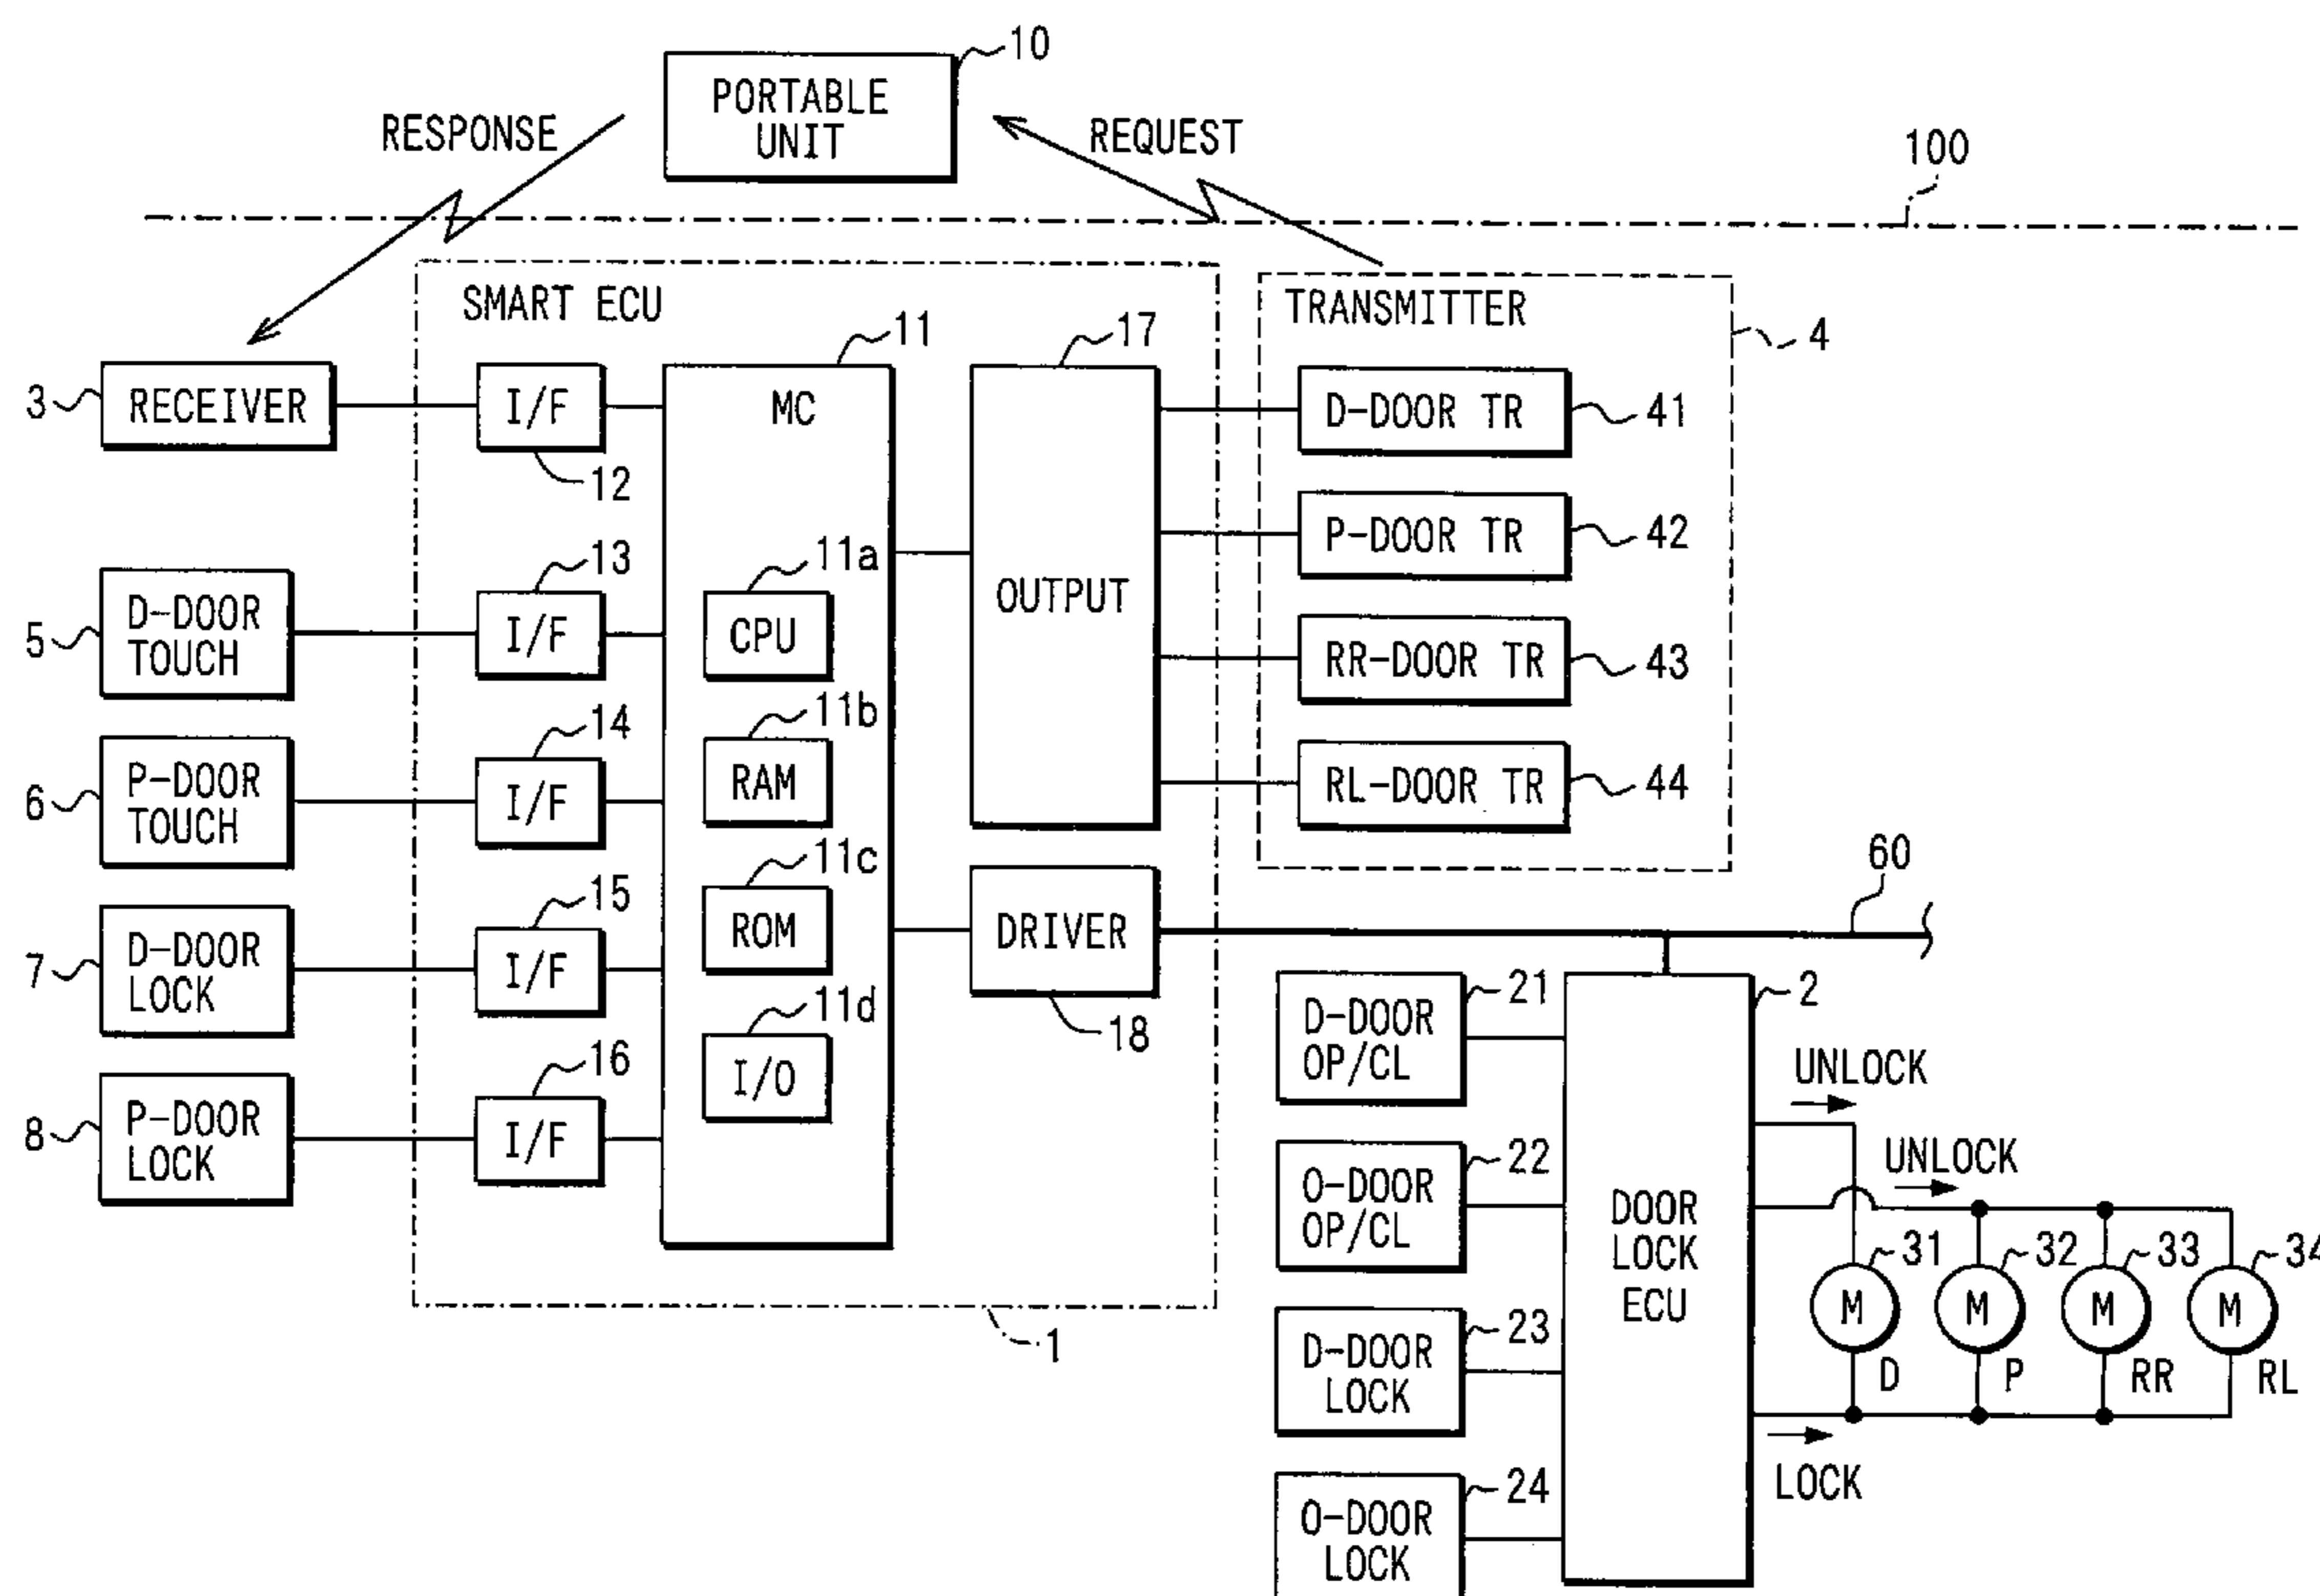 10
PORTABLE
UNIT
RESPONSE
REQUEST
100
SMART ECU
TRANSMITTER
4
3
RECEIVER
I/F
12
11
MC
17
OUTPUT
D-DOOR TR
41
P-DOOR TR
42
RR-DOOR TR
43
RL-DOOR TR
44
5
D-DOOR
TOUCH
13
I/F
11a
CPU
6
P-DOOR
TOUCH
14
I/F
11b
RAM
7
D-DOOR
LOCK
15
I/F
11c
ROM
8
P-DOOR
LOCK
16
I/F
11d
I/O
DRIVER
18
60
1
21
D-DOOR
OP/CL
22
O-DOOR
OP/CL
23
D-DOOR
LOCK
24
O-DOOR
LOCK
2
DOOR
LOCK
ECU
UNLOCK
UNLOCK
31
32
33
34
M
M
M
M
D
P
RR
RL
LOCK